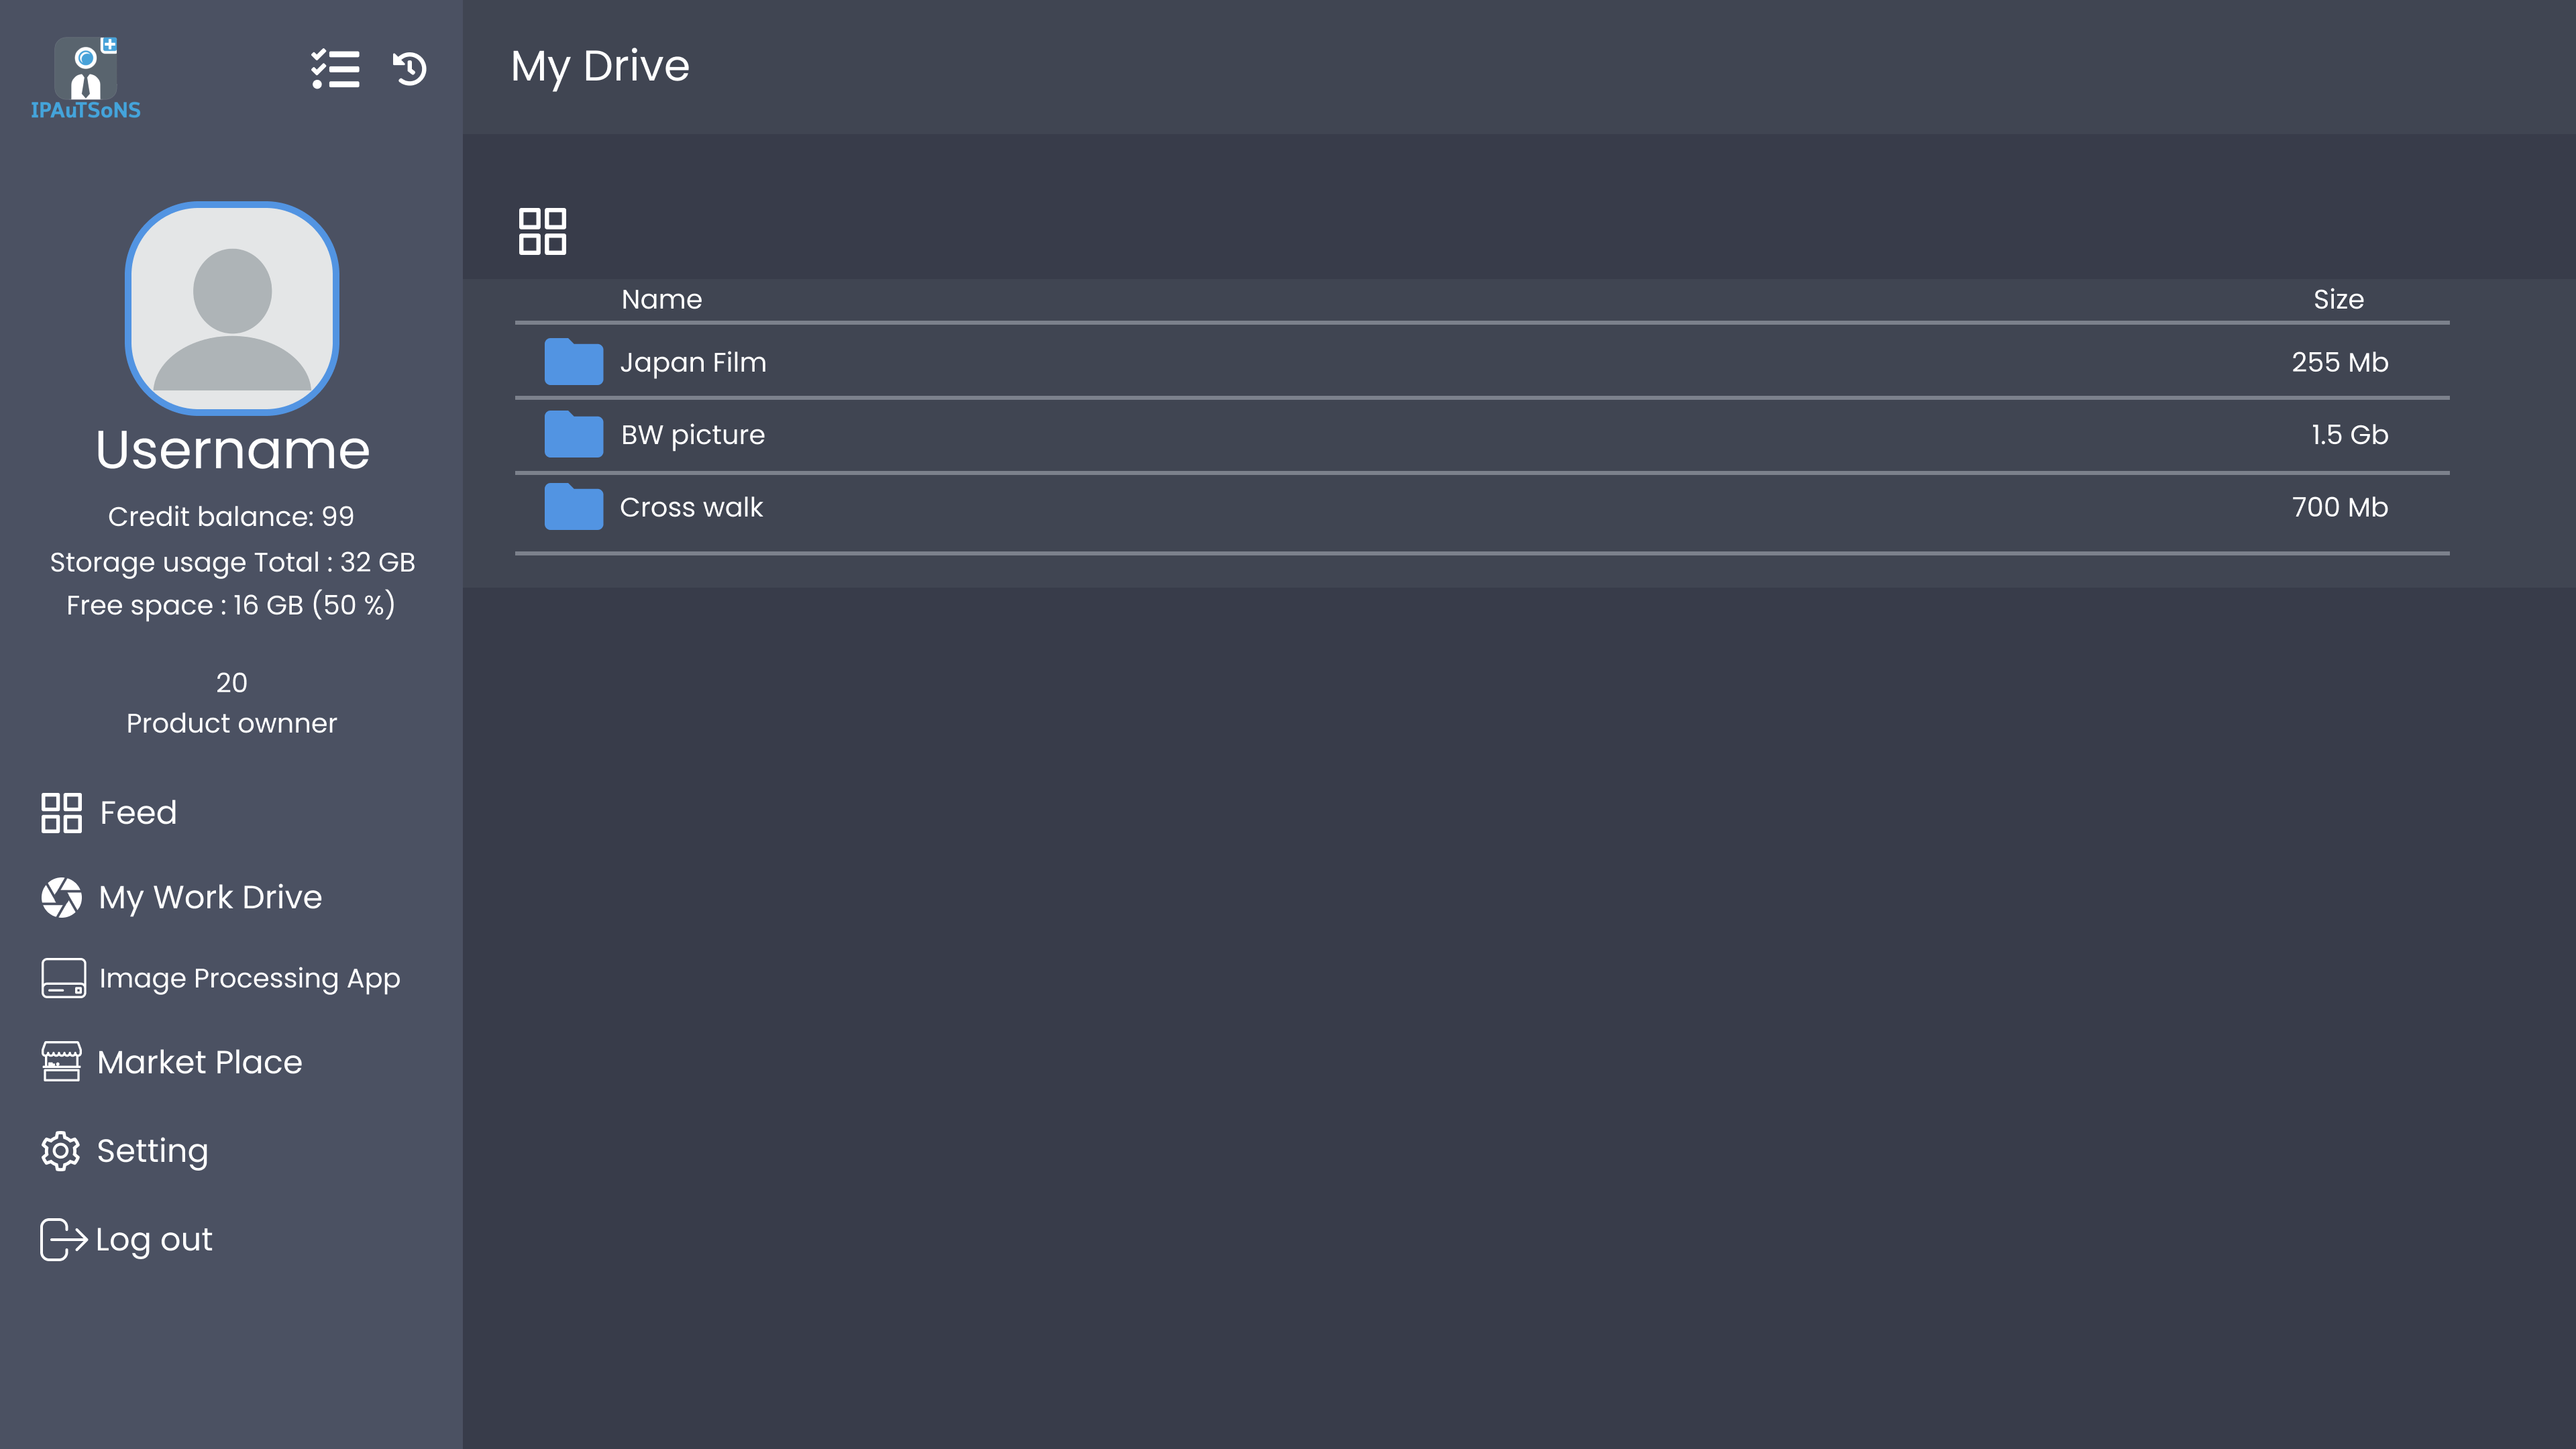 IPAuTSoNS
Username
Credit balance: 99
Storage usage Total : 32 GB
Free space : 16 GB (50 %)
20
Product ownner
Feed
My Work Drive
Image Processing App
Market Place
Setting
Log out
My Drive
Name Size
Japan Film 255 Mb
BW picture 1.5 Gb
Cross walk 700 Mb